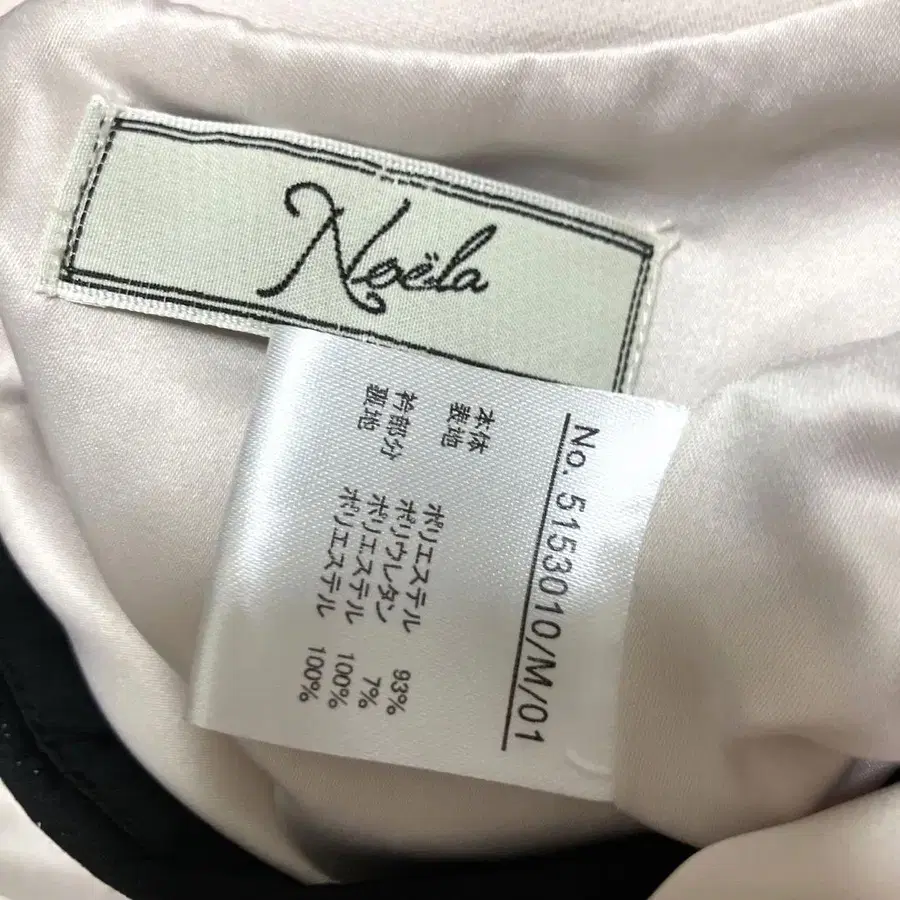 Noëla
No. 5153010/M/01
本体
表地 ポリエステル 93%
ポリウレタン 7%
衿部分 ポリエステル 100%
裏地 ポリエステル 100%